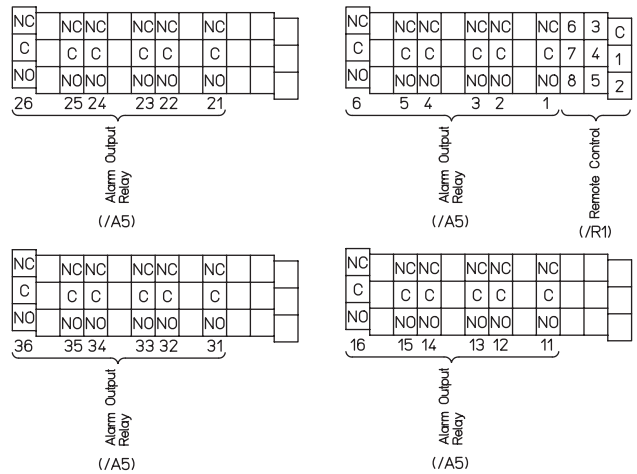 NC NC NC NC NC NC
C C C C C C
NO NO NO NO NO NO
26 25 24 23 22 21
Alarm Output
Relay
(/A5)
NC NC NC NC NC NC 6 3 C
C C C C C C 7 4 1
NO NO NO NO NO NO 8 5 2
6 5 4 3 2 1
Alarm Output
Relay
(/A5)
Remote Control
(/R1)
NC NC NC NC NC NC
C C C C C C
NO NO NO NO NO NO
36 35 34 33 32 31
Alarm Output
Relay
(/A5)
NC NC NC NC NC NC
C C C C C C
NO NO NO NO NO NO
16 15 14 13 12 11
Alarm Output
Relay
(/A5)